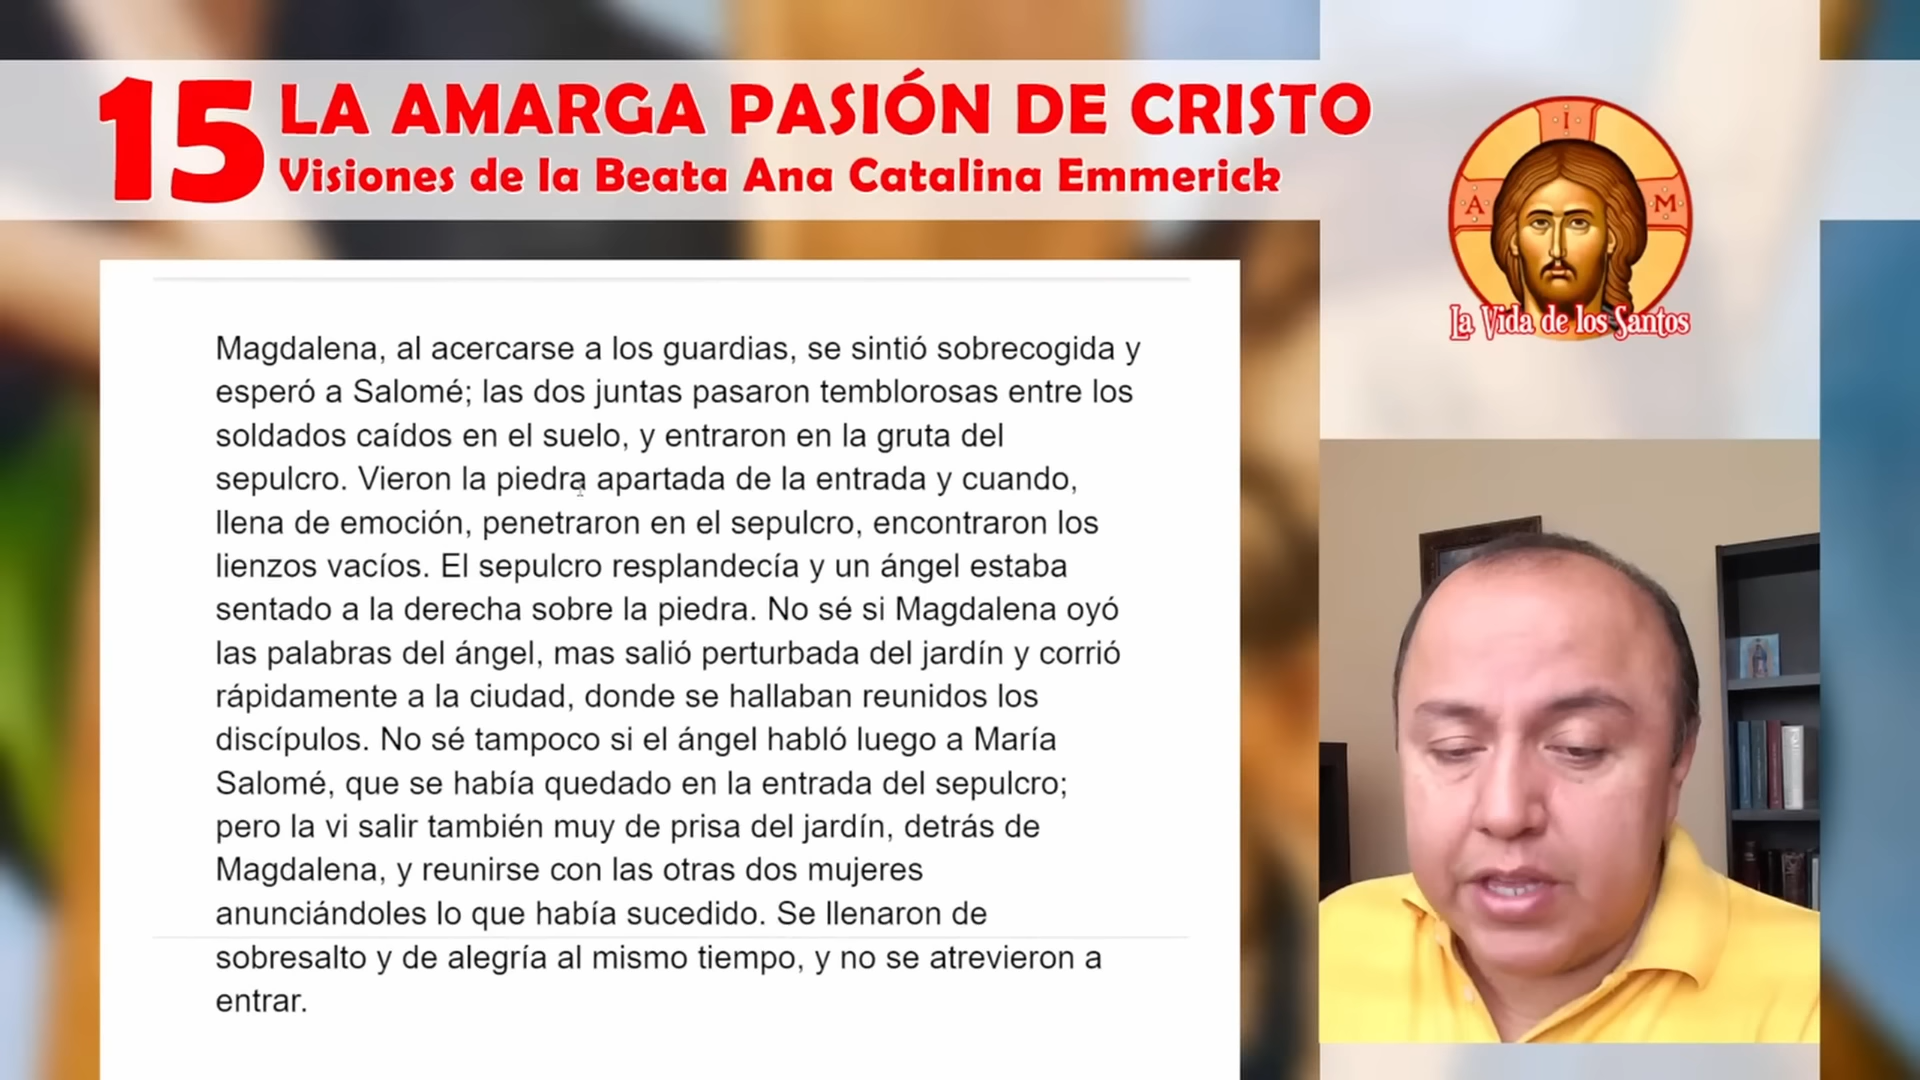 15
LA AMARGA PASIÓN DE CRISTO
Visiones de la Beata Ana Catalina Emmerick
I
A
M
La Vida de los Santos
Magdalena, al acercarse a los guardias, se sintió sobrecogida y
esperó a Salomé; las dos juntas pasaron temblorosas entre los
soldados caídos en el suelo, y entraron en la gruta del
sepulcro. Vieron la piedra apartada de la entrada y cuando,
llena de emoción, penetraron en el sepulcro, encontraron los
lienzos vacíos. El sepulcro resplandecía y un ángel estaba
sentado a la derecha sobre la piedra. No sé si Magdalena oyó
las palabras del ángel, mas salió perturbada del jardín y corrió
rápidamente a la ciudad, donde se hallaban reunidos los
discípulos. No sé tampoco si el ángel habló luego a María
Salomé, que se había quedado en la entrada del sepulcro;
pero la vi salir también muy de prisa del jardín, detrás de
Magdalena, y reunirse con las otras dos mujeres
anunciándoles lo que había sucedido. Se llenaron de
sobresalto y de alegría al mismo tiempo, y no se atrevieron a
entrar.